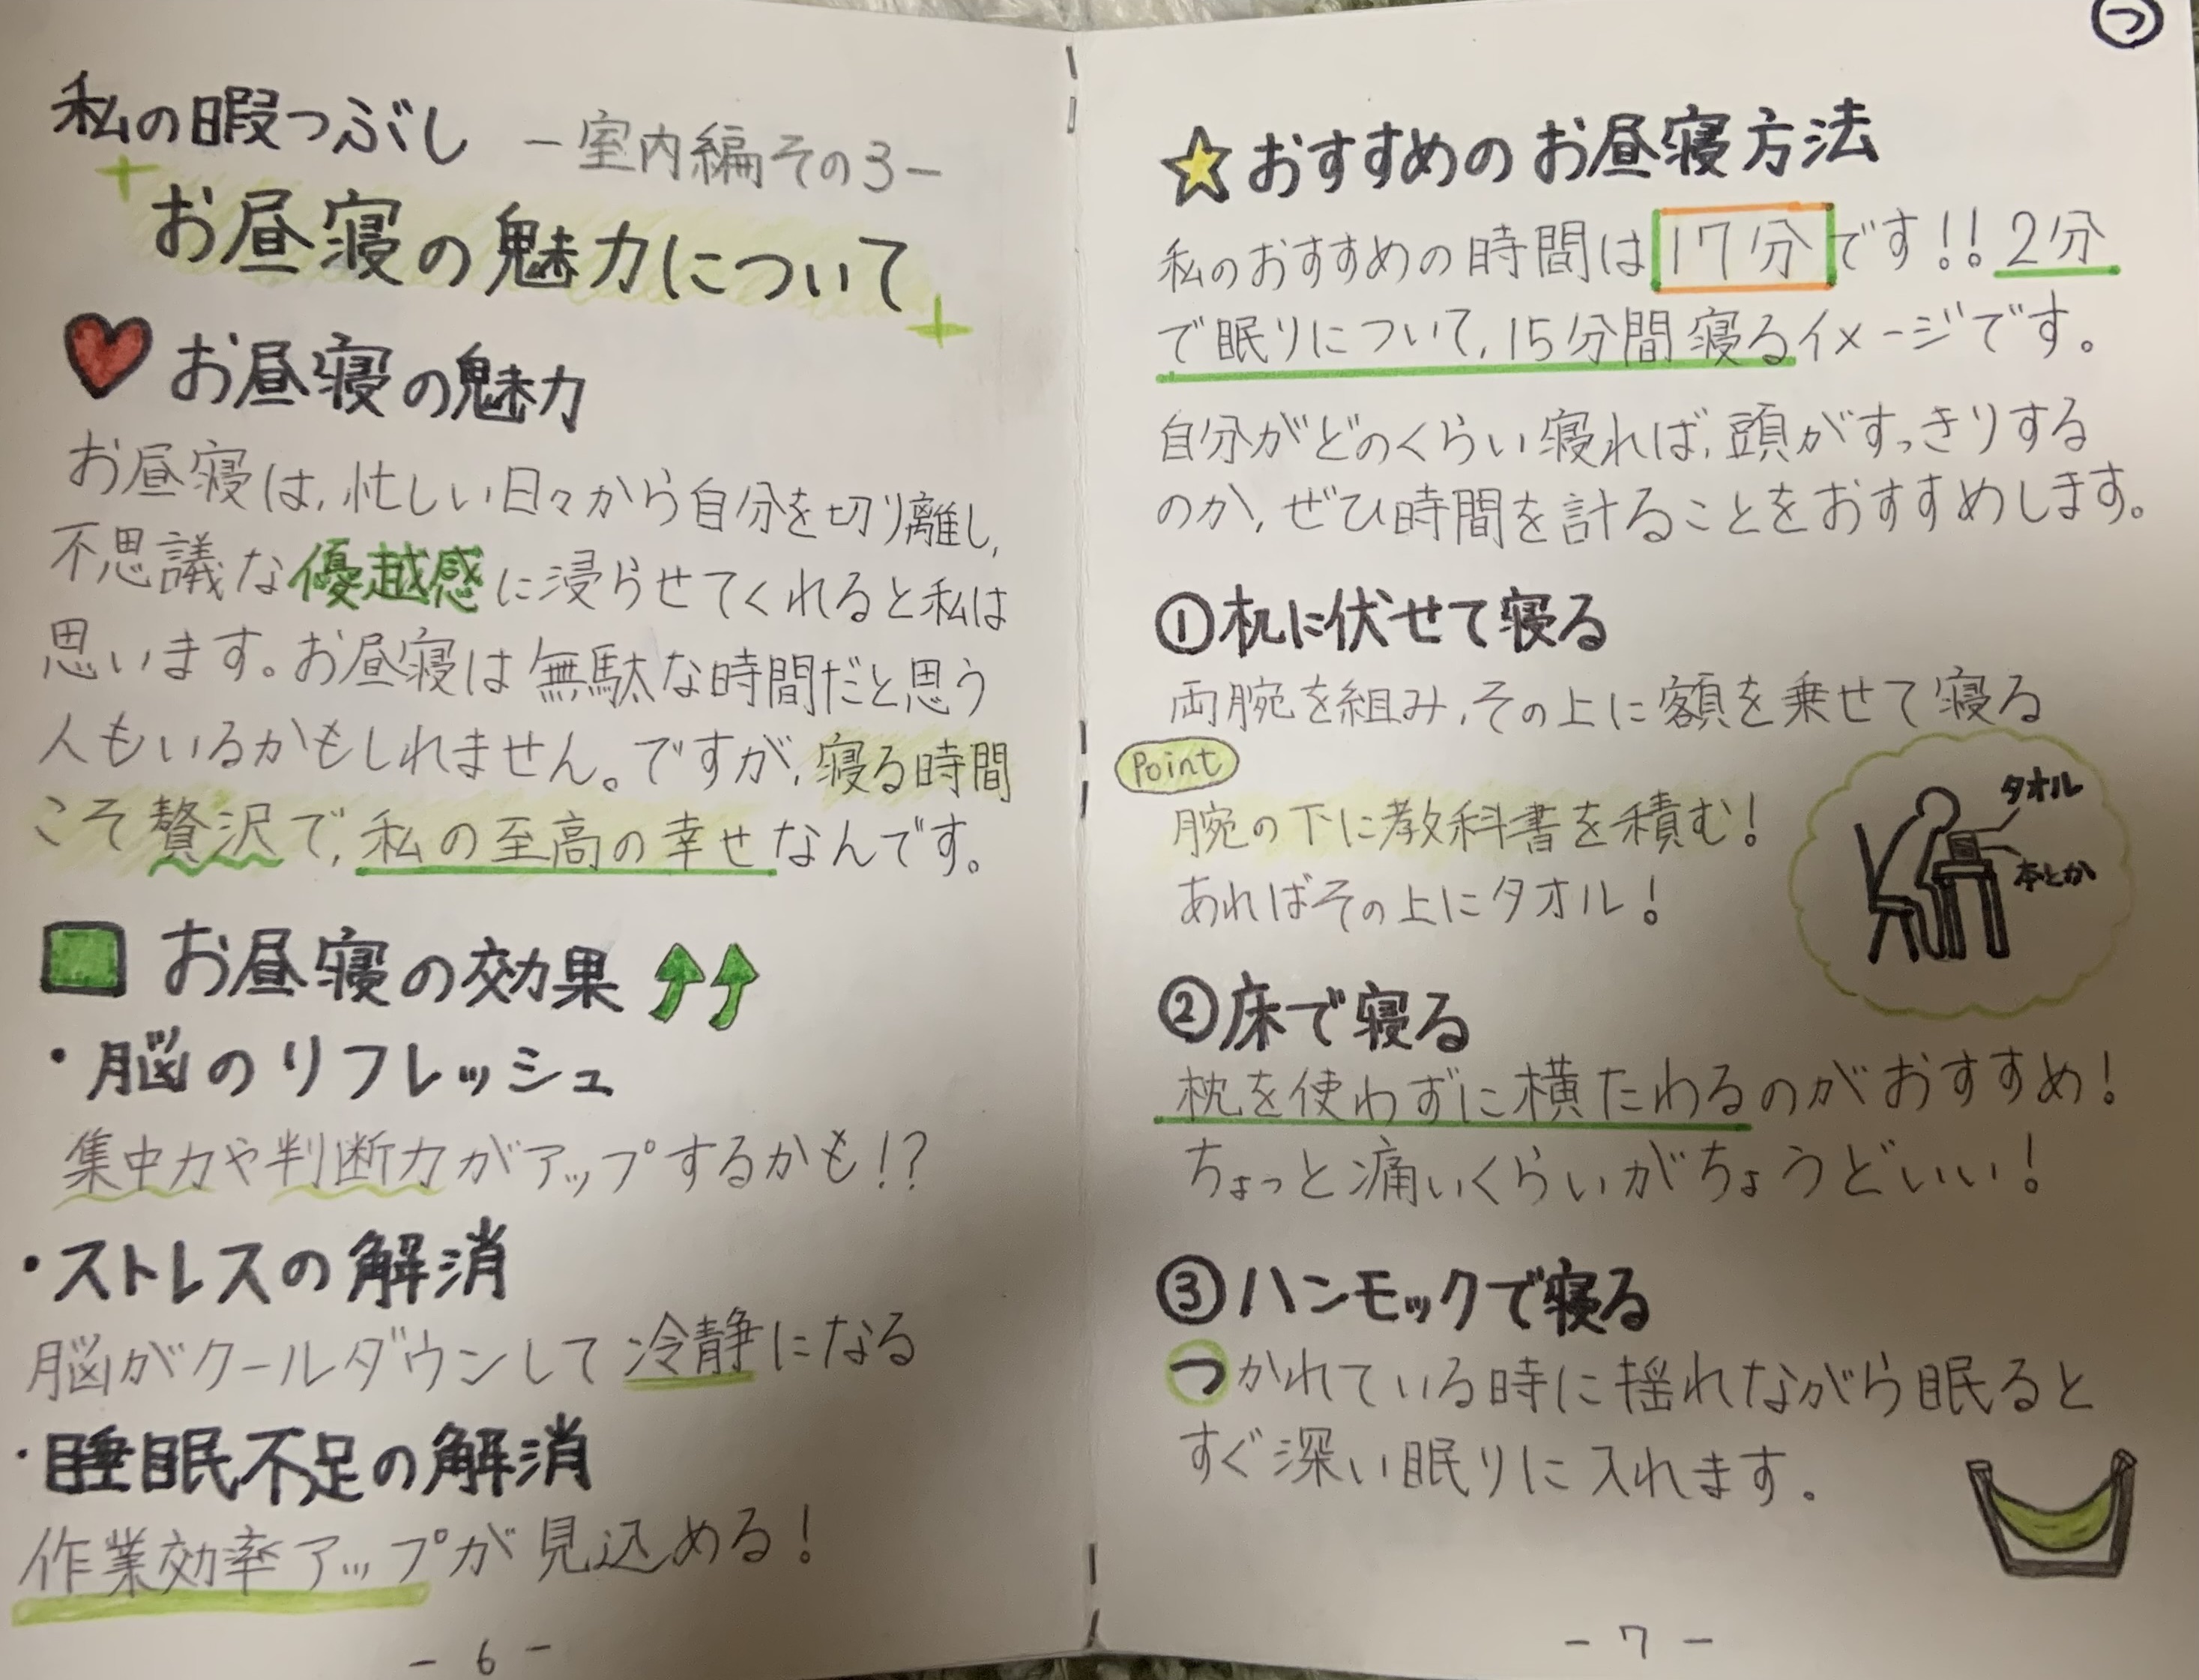 私の暇つぶし －室内編その3－
お昼寝の魅力について
お昼寝の魅力
お昼寝は、忙しい日々から自分を切り離し、
不思議な優越感に浸らせてくれると私は
思います。お昼寝は無駄な時間だと思う
人もいるかもしれません。ですが、寝る時間
こそ贅沢で、私の至高の幸せなんです。
お昼寝の効果
・脳のリフレッシュ
集中力や判断力がアップするかも!?
・ストレスの解消
脳がクールダウンして冷静になる
・睡眠不足の解消
作業効率アップが見込める!
－6－
つ
☆おすすめのお昼寝方法
私のおすすめの時間は17分です!!2分
で眠りについて、15分間寝るイメージです。
自分がどのくらい寝れば、頭がすっきりする
のか、ぜひ時間を計ることをおすすめします。
①机に伏せて寝る
両腕を組み、その上に額を乗せて寝る
Point
腕の下に教科書を積む!
あればその上にタオル!
タオル
本とか
②床で寝る
枕を使わずに横たわるのがおすすめ!
ちょっと痛いくらいがちょうどいい!
③ハンモックで寝る
つかれている時に揺れながら眠ると
すぐ深い眠りに入れます。
－7－